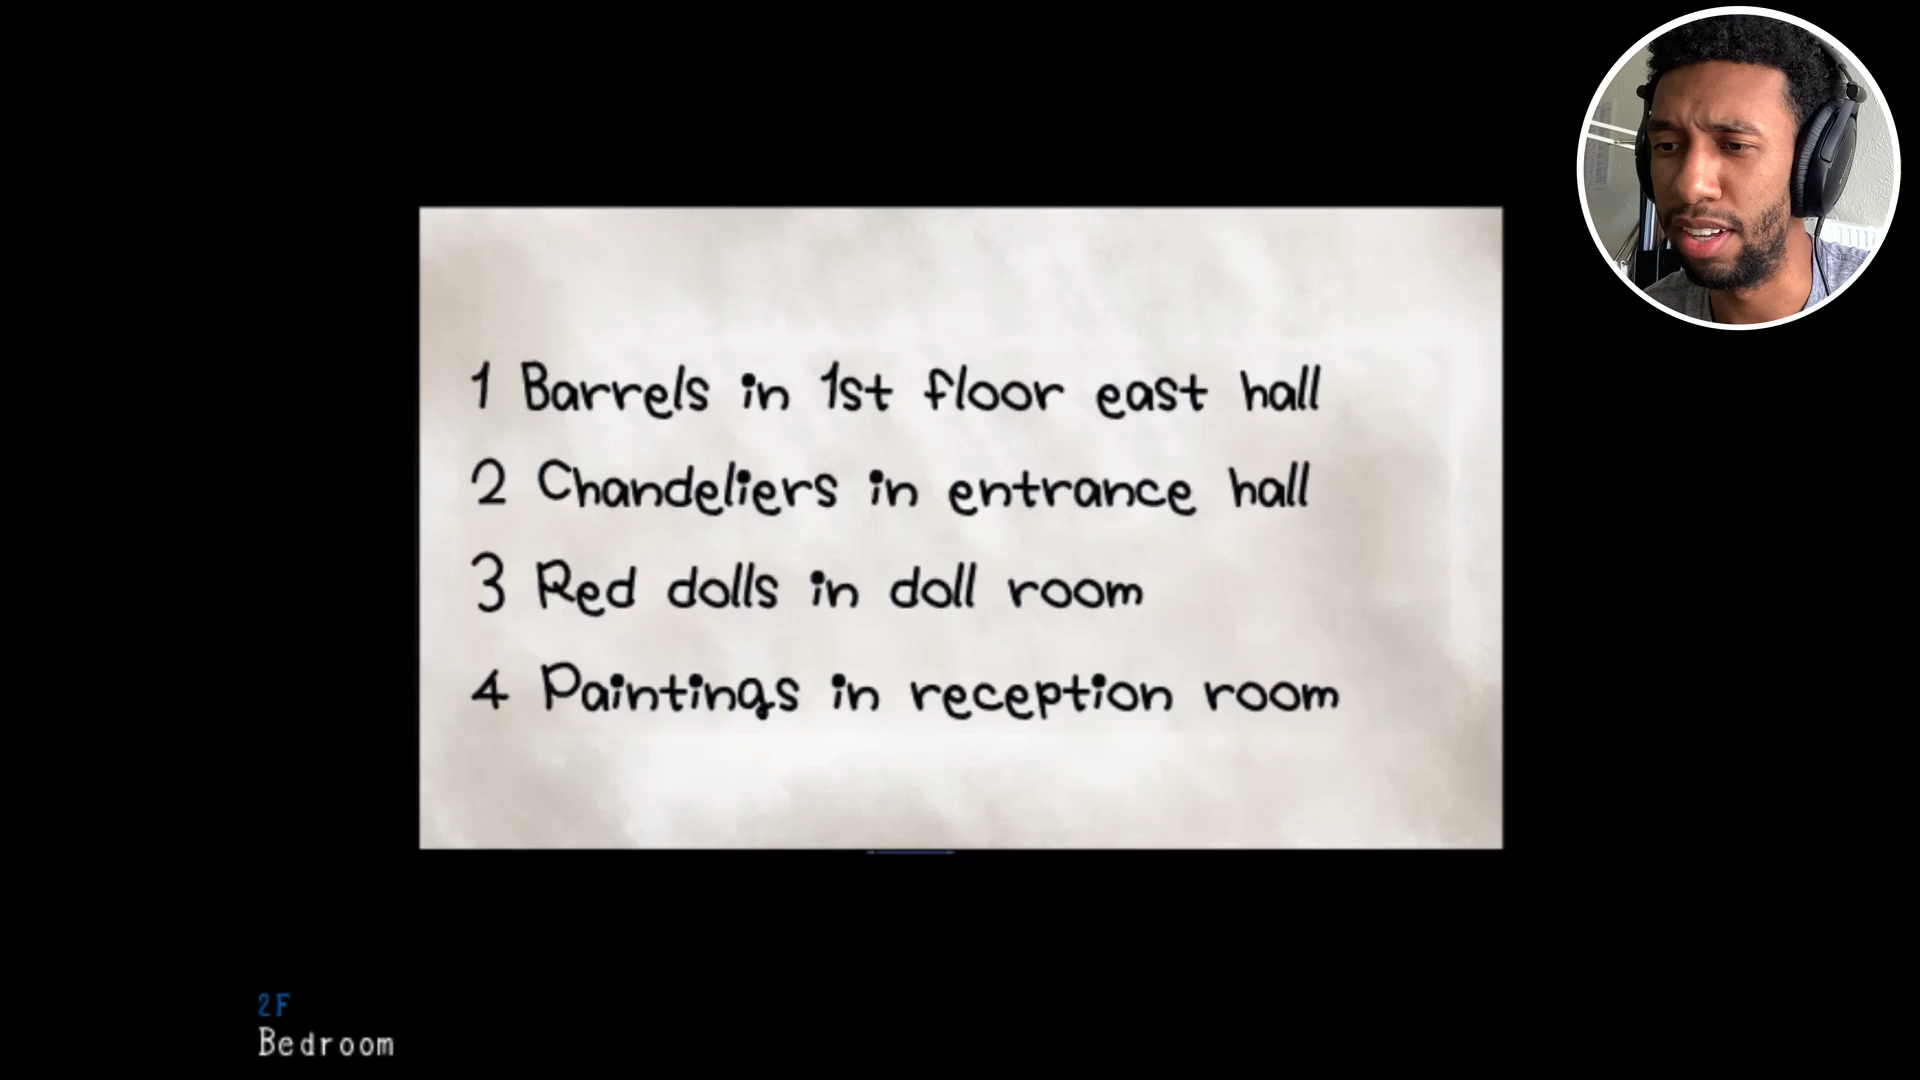 1 Barrels in 1st floor east hall
2 Chandeliers in entrance hall
3 Red dolls in doll room
4 Paintings in reception room
2F
Bedroom